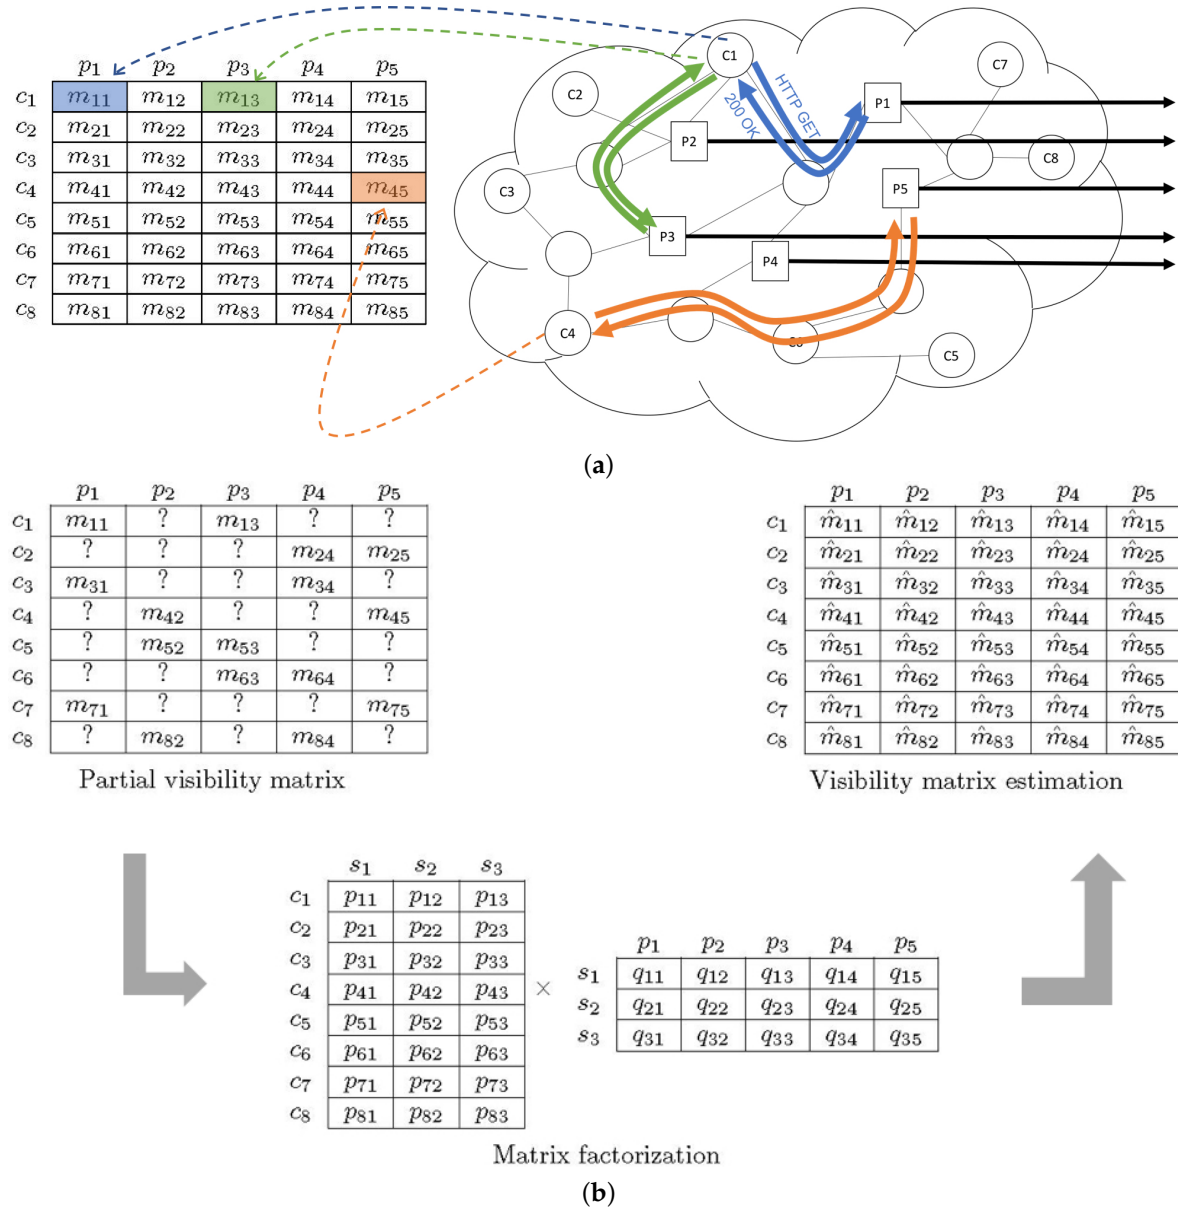 p1 p2 p3 p4 p5
c1 m11 m12 m13 m14 m15
c2 m21 m22 m23 m24 m25
c3 m31 m32 m33 m34 m35
c4 m41 m42 m43 m44 m45
c5 m51 m52 m53 m54 m55
c6 m61 m62 m63 m64 m65
c7 m71 m72 m73 m74 m75
c8 m81 m82 m83 m84 m85
C1
C7
C2
HTTP GET
200 OK
P1
P2
C8
C3
P5
P3
P4
C4
C6
C5
(a)
p1 p2 p3 p4 p5
c1 m11 ? m13 ? ?
c2 ? ? ? m24 m25
c3 m31 ? ? m34 ?
c4 ? m42 ? ? m45
c5 ? m52 m53 ? ?
c6 ? ? m63 m64 ?
c7 m71 ? ? ? m75
c8 ? m82 ? m84 ?
Partial visibility matrix
p1 p2 p3 p4 p5
c1 m̂11 m̂12 m̂13 m̂14 m̂15
c2 m̂21 m̂22 m̂23 m̂24 m̂25
c3 m̂31 m̂32 m̂33 m̂34 m̂35
c4 m̂41 m̂42 m̂43 m̂44 m̂45
c5 m̂51 m̂52 m̂53 m̂54 m̂55
c6 m̂61 m̂62 m̂63 m̂64 m̂65
c7 m̂71 m̂72 m̂73 m̂74 m̂75
c8 m̂81 m̂82 m̂83 m̂84 m̂85
Visibility matrix estimation
s1 s2 s3
c1 p11 p12 p13
c2 p21 p22 p23
c3 p31 p32 p33
c4 p41 p42 p43
c5 p51 p52 p53
c6 p61 p62 p63
c7 p71 p72 p73
c8 p81 p82 p83
×
p1 p2 p3 p4 p5
s1 q11 q12 q13 q14 q15
s2 q21 q22 q23 q24 q25
s3 q31 q32 q33 q34 q35
Matrix factorization
(b)